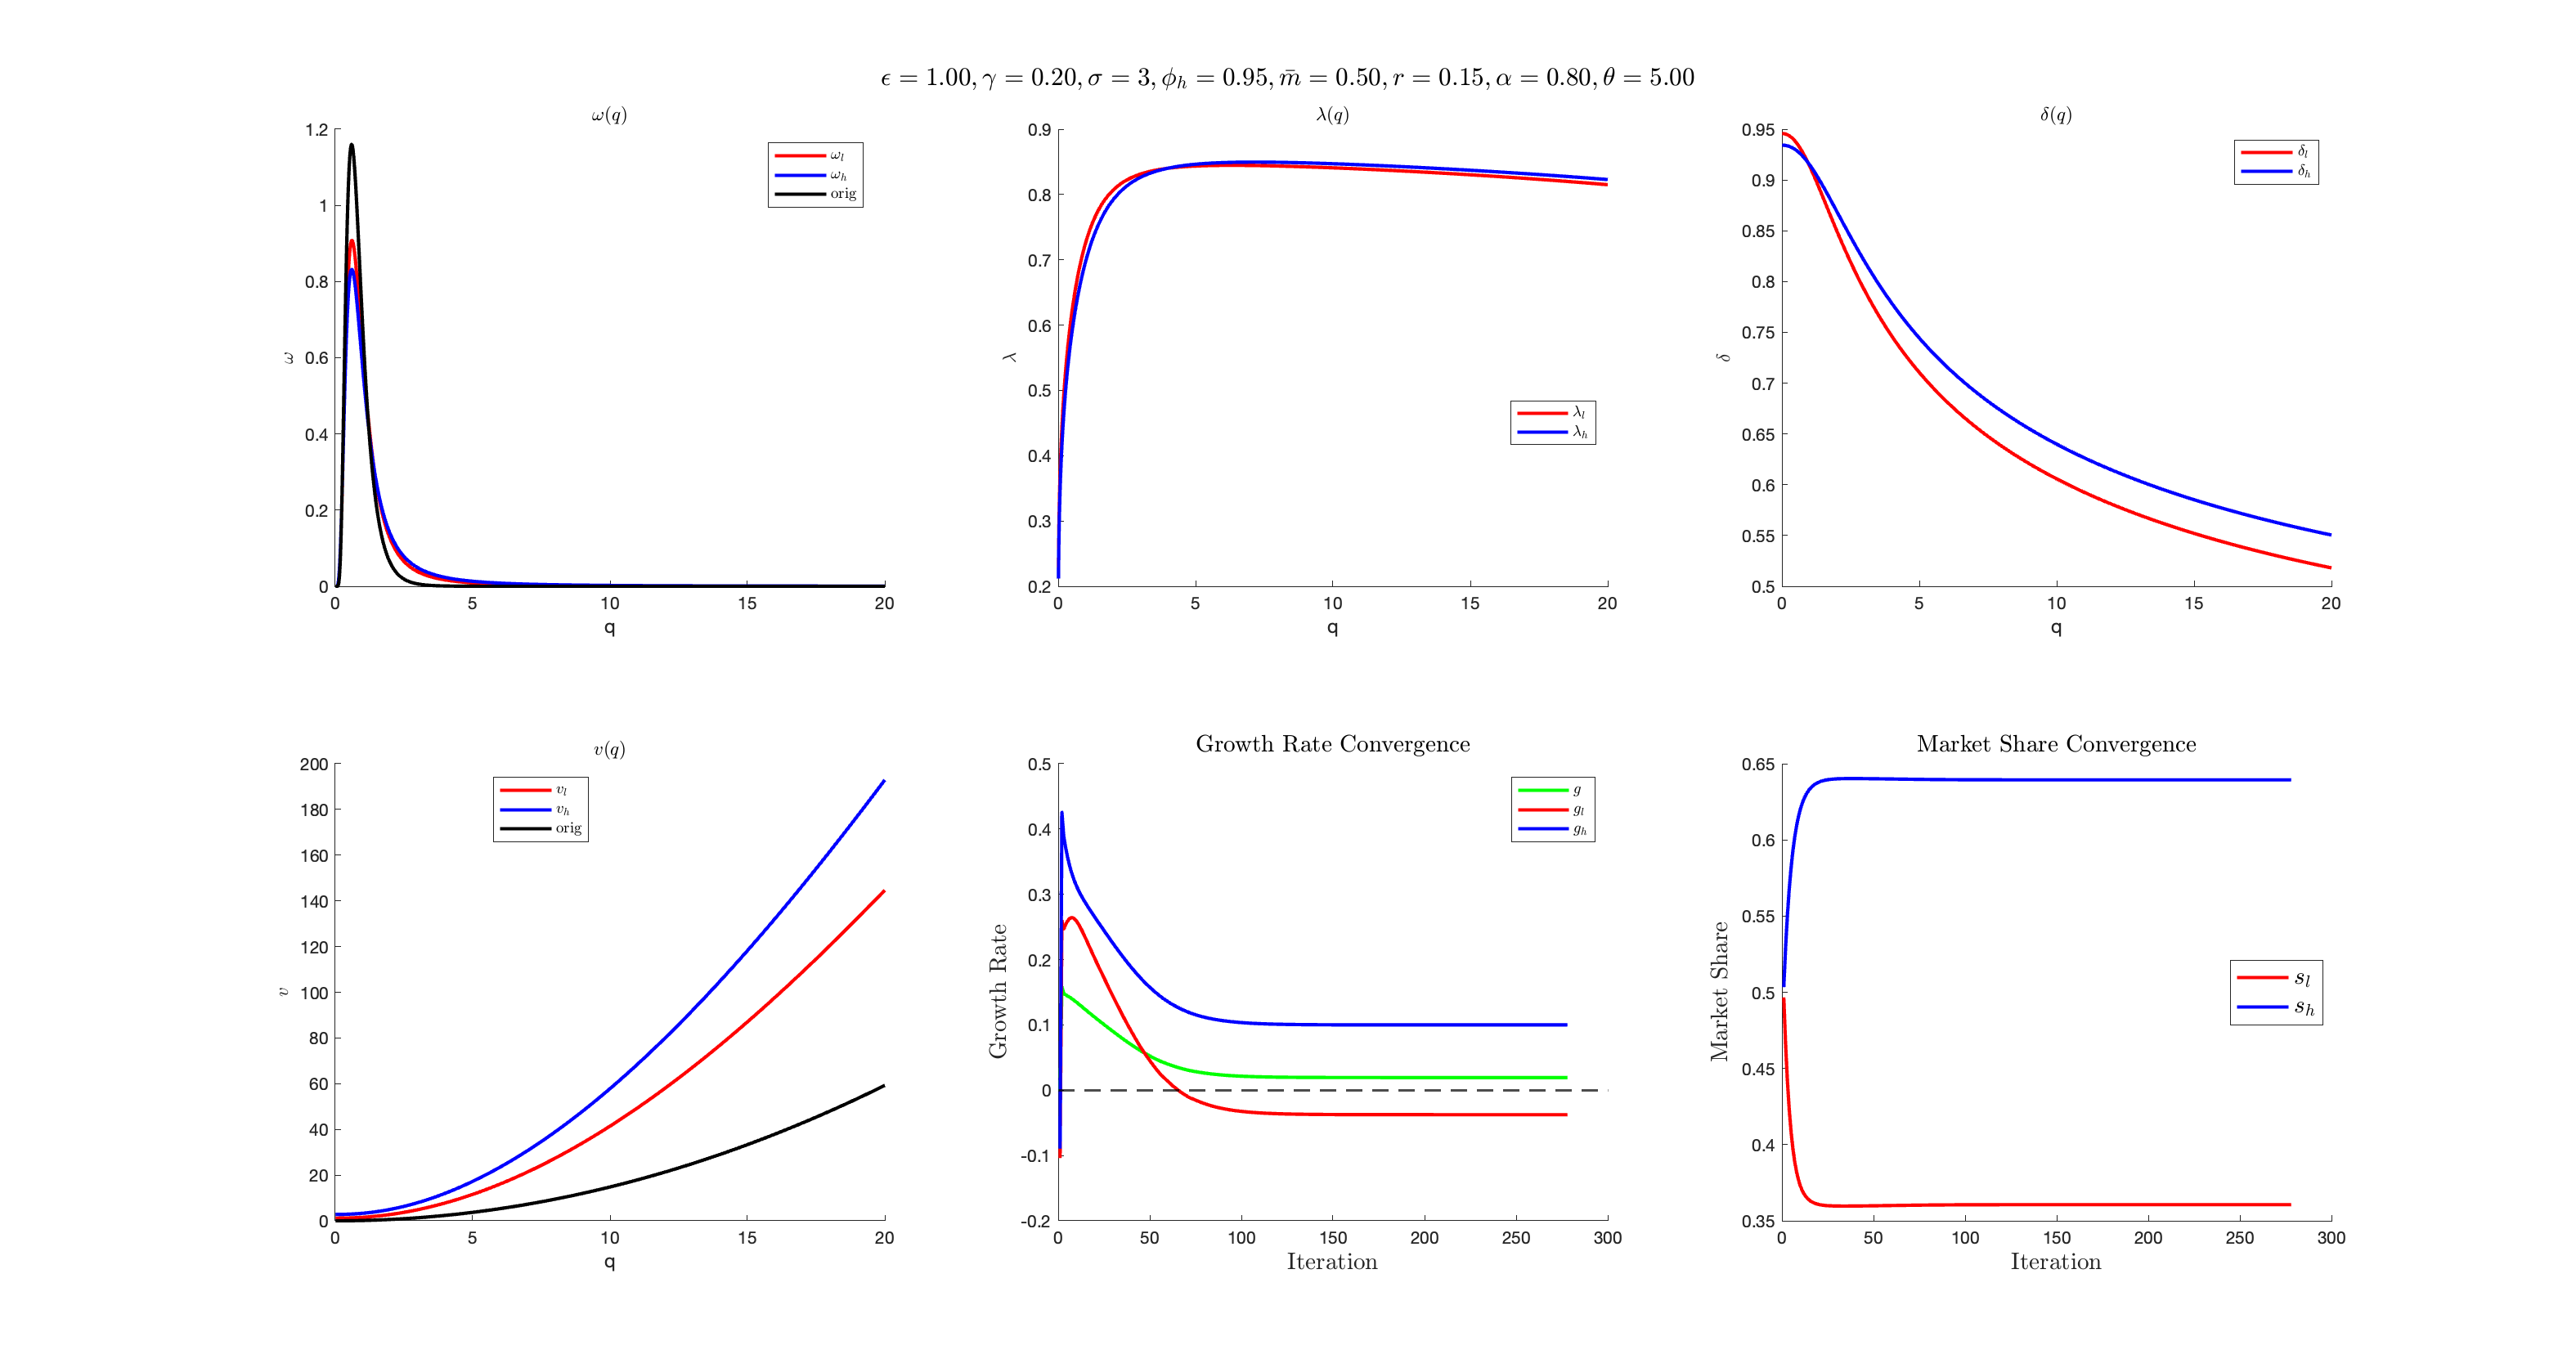 ϵ = 1.00, γ = 0.20, σ = 3, ϕ_h = 0.95, m̄ = 0.50, r = 0.15, α = 0.80, θ = 5.00
ω(q)
1.2
1
0.8
0.6
0.4
0.2
0
ω
0 5 10 15 20
q
ω_l
ω_h
orig
λ(q)
0.9
0.8
0.7
0.6
0.5
0.4
0.3
0.2
λ
0 5 10 15 20
q
λ_l
λ_h
δ(q)
0.95
0.9
0.85
0.8
0.75
0.7
0.65
0.6
0.55
0.5
δ
0 5 10 15 20
q
δ_l
δ_h
v(q)
200
180
160
140
120
100
80
60
40
20
0
v
0 5 10 15 20
q
v_l
v_h
orig
Growth Rate Convergence
0.5
0.4
0.3
0.2
0.1
0
-0.1
-0.2
Growth Rate
0 50 100 150 200 250 300
Iteration
g
g_l
g_h
Market Share Convergence
0.65
0.6
0.55
0.5
0.45
0.4
0.35
Market Share
0 50 100 150 200 250 300
Iteration
s_l
s_h